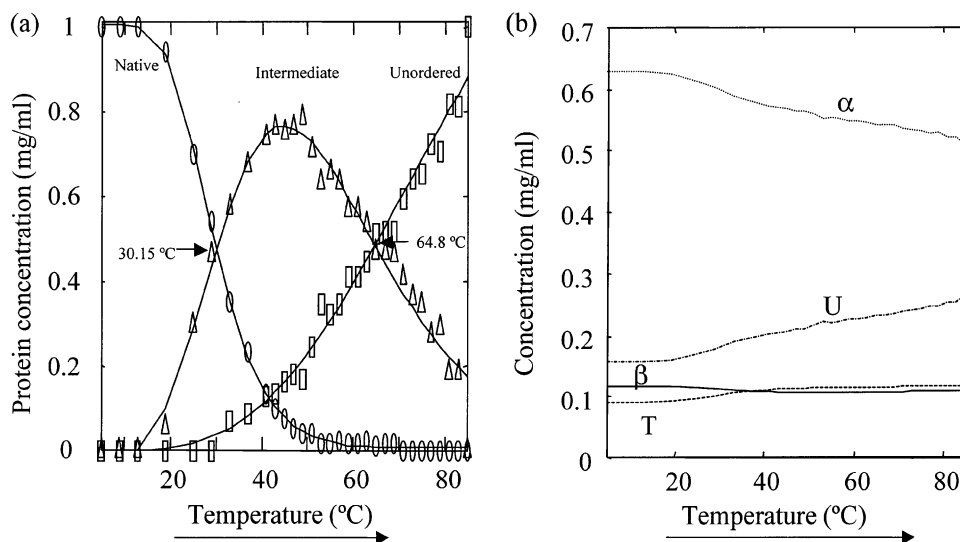 (a)
1
0.8
0.6
0.4
0.2
0
Protein concentration (mg/ml)
Native
Intermediate
Unordered
30.15 ºC
64.8 ºC
20
40
60
80
Temperature (ºC)
(b)
0.7
0.6
0.5
0.4
0.3
0.2
0.1
0
Concentration (mg/ml)
α
U
β
T
20
40
60
80
Temperature (ºC)